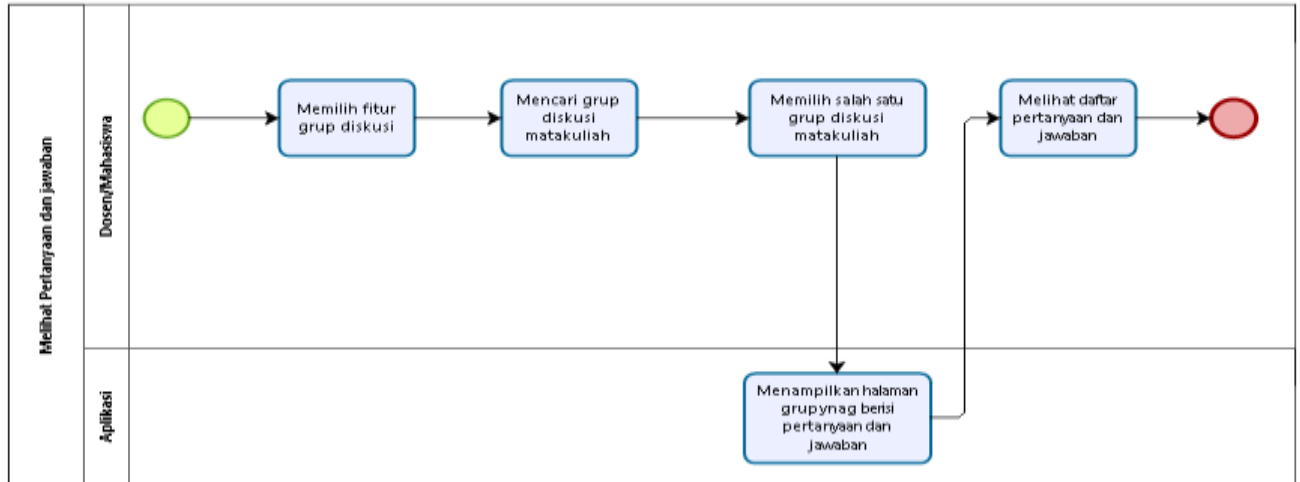 Melihat Pertanyaan dan jawaban
Dosen/Mahasiswa
Memilih fitur
grup diskusi
Mencari grup
diskusi
matakuliah
Memilih salah satu
grup diskusi
matakuliah
Melihat daftar
pertanyaan dan
jawaban
Aplikasi
Menampilkan halaman
grup ynag berisi
pertanyaan dan
jawaban